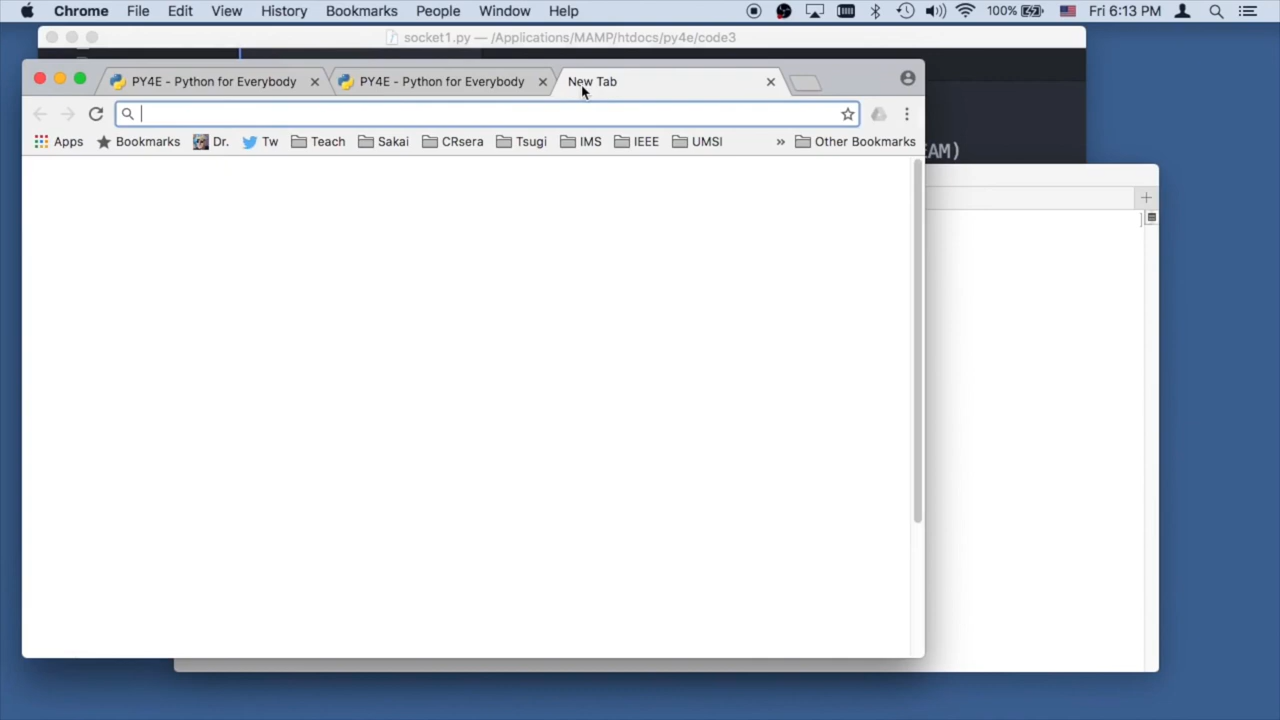 Chrome File Edit View History Bookmarks People Window Help 100% Fri 6:13 PM
socket1.py — /Applications/MAMP/htdocs/py4e/code3
PY4E - Python for Everybody PY4E - Python for Everybody New Tab
Apps Bookmarks Dr. Tw Teach Sakai CRsera Tsugi IMS IEEE UMSI » Other Bookmarks
EAM)